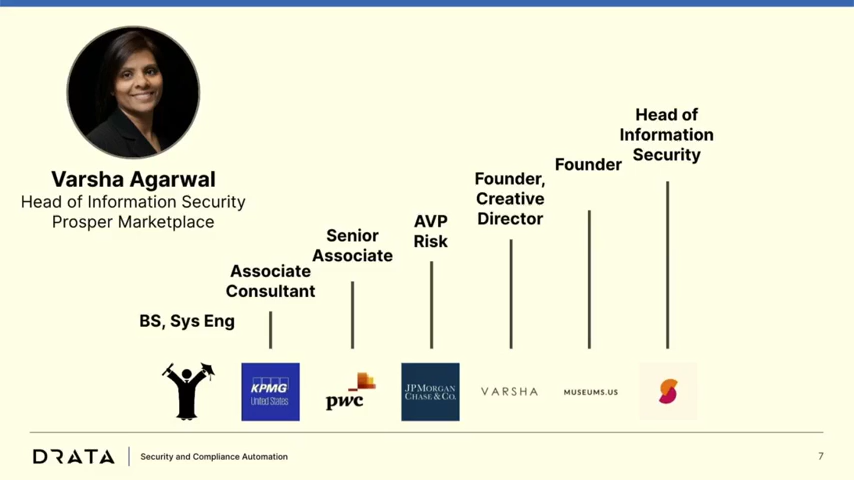 Varsha Agarwal
Head of Information Security
Prosper Marketplace
BS, Sys Eng
Associate
Consultant
Senior
Associate
AVP
Risk
Founder,
Creative
Director
Founder
Head of
Information
Security
KPMG
United States
pwc
JPMORGAN
CHASE & CO.
VARSHA
MUSEUMS.US
DRATA
Security and Compliance Automation
7